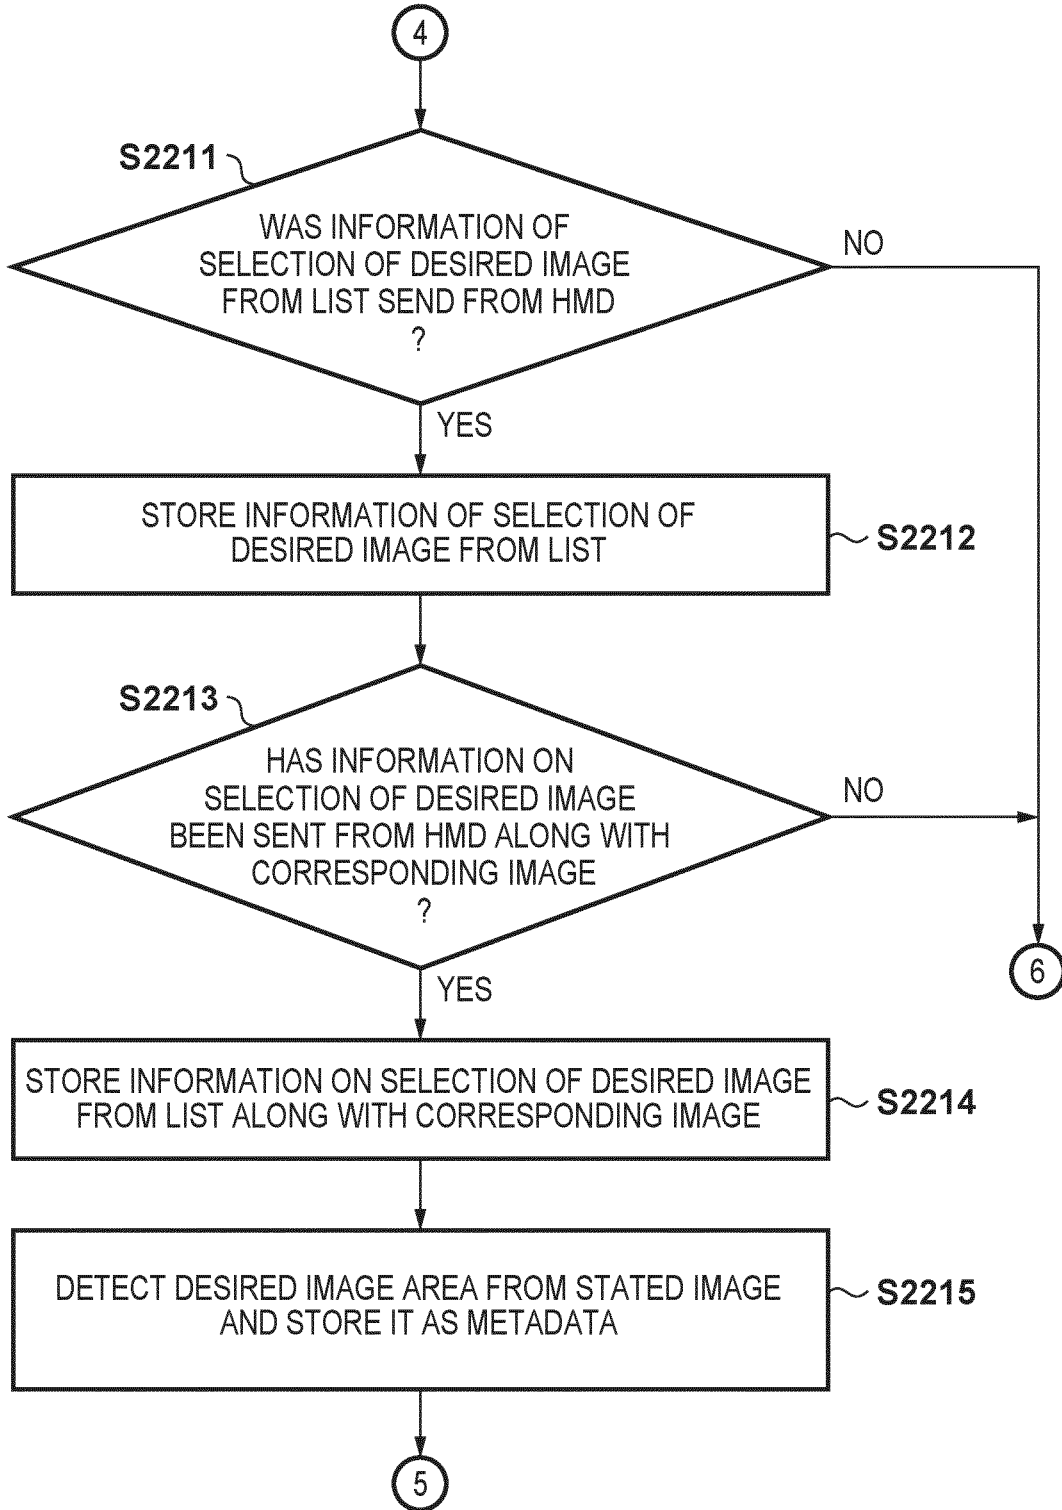 4
S2211
WAS INFORMATION OF
SELECTION OF DESIRED IMAGE
FROM LIST SEND FROM HMD
?
NO
YES
STORE INFORMATION OF SELECTION OF
DESIRED IMAGE FROM LIST
S2212
S2213
HAS INFORMATION ON
SELECTION OF DESIRED IMAGE
BEEN SENT FROM HMD ALONG WITH
CORRESPONDING IMAGE
?
NO
6
YES
STORE INFORMATION ON SELECTION OF DESIRED IMAGE
FROM LIST ALONG WITH CORRESPONDING IMAGE
S2214
DETECT DESIRED IMAGE AREA FROM STATED IMAGE
AND STORE IT AS METADATA
S2215
5